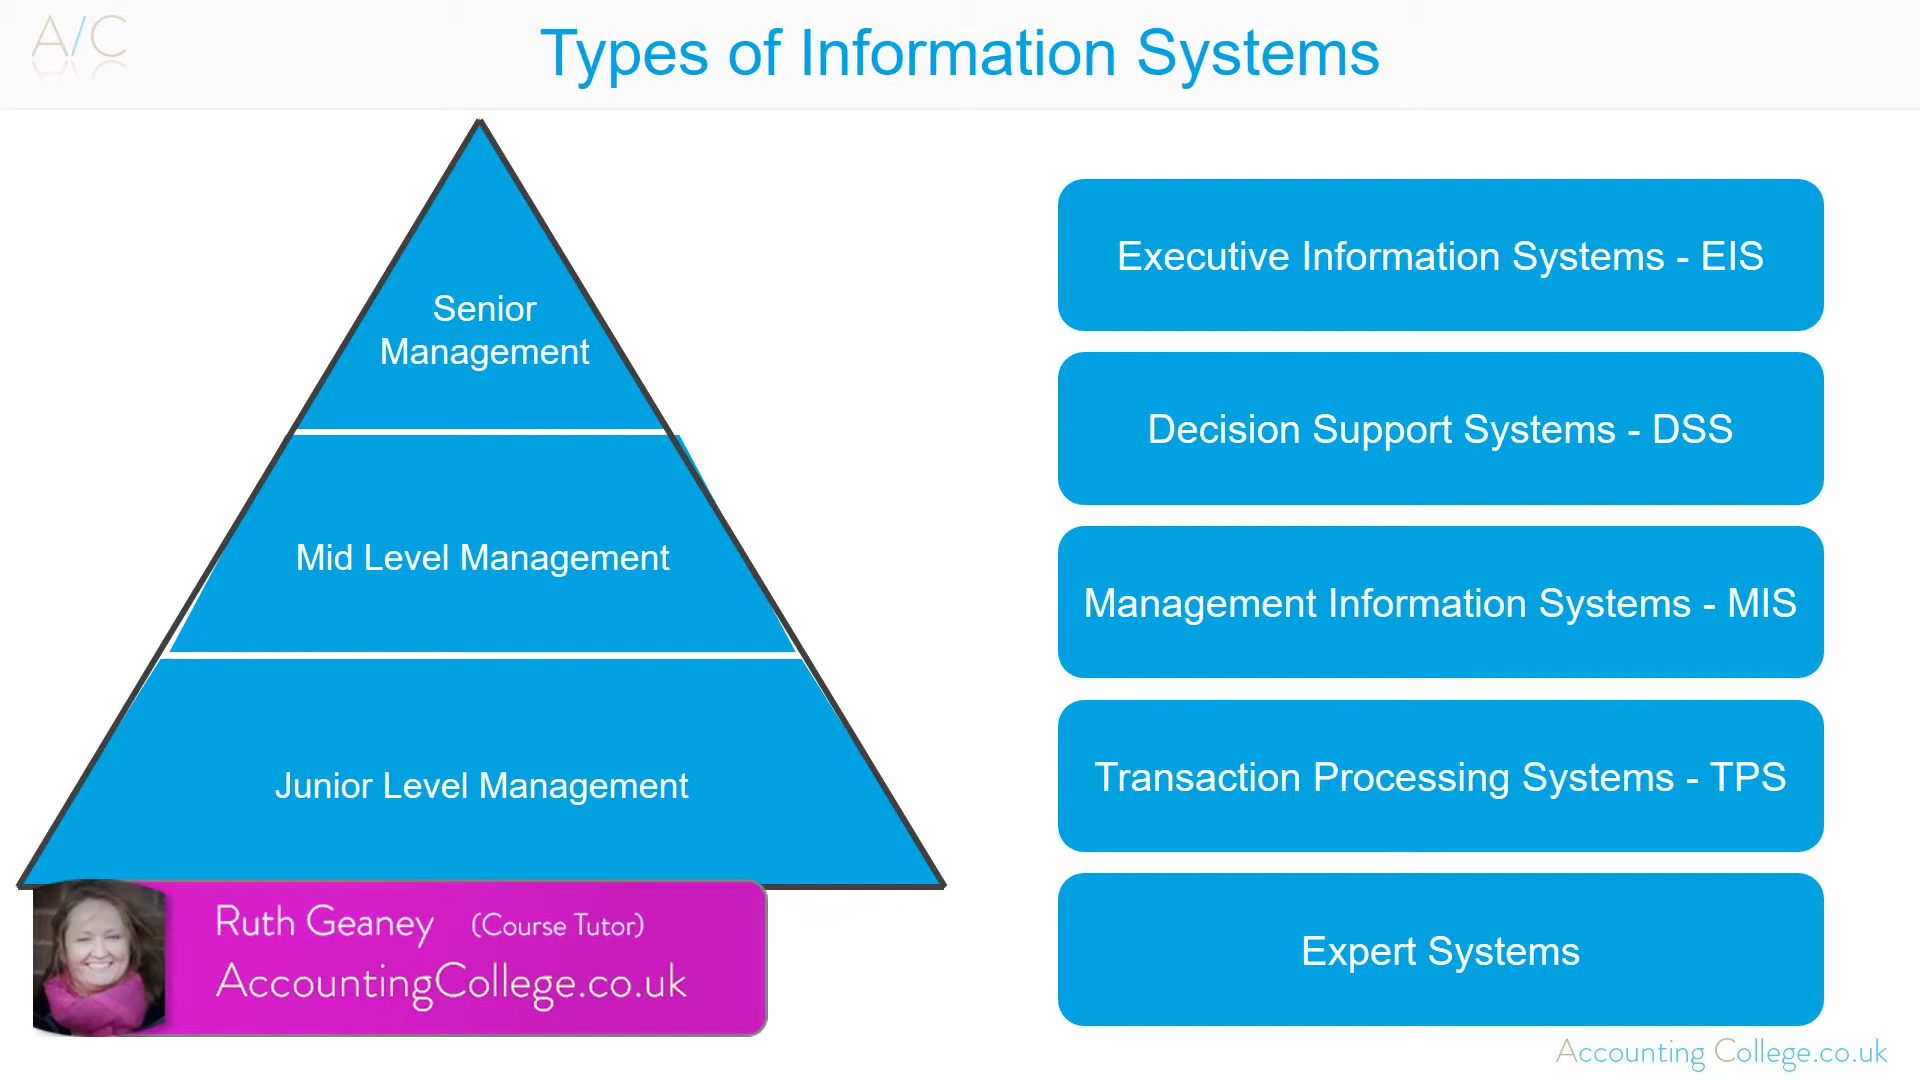 A/C
Types of Information Systems
Senior
Management
Mid Level Management
Junior Level Management
Executive Information Systems - EIS
Decision Support Systems - DSS
Management Information Systems - MIS
Transaction Processing Systems - TPS
Expert Systems
Ruth Geaney (Course Tutor)
AccountingCollege.co.uk
Accounting College.co.uk